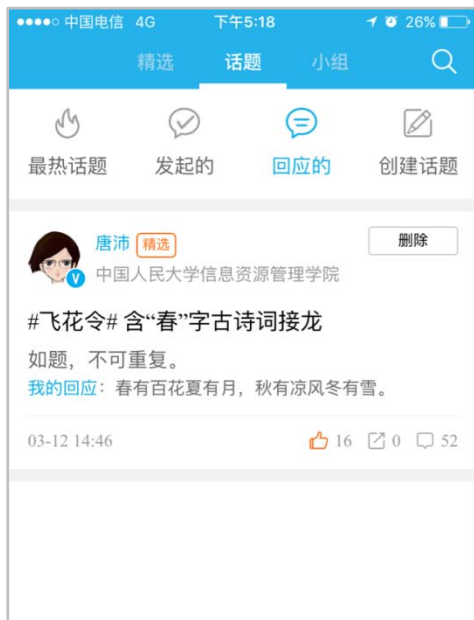 中国电信 4G 下午5:18 26%
精选 话题 小组
最热话题 发起的 回应的 创建话题
唐沛 精选 删除
V 中国人民大学信息资源管理学院
#飞花令# 含“春”字古诗词接龙
如题，不可重复。
我的回应：春有百花夏有月，秋有凉风冬有雪。
03-12 14:46 16 0 52